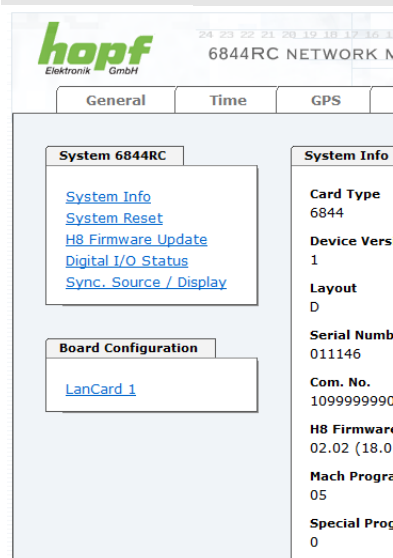 hopf
Elektronik GmbH
24 23 22 21 20 19 18 17 16
6844RC NETWORK
General
Time
GPS
System 6844RC
System Info
System Reset
H8 Firmware Update
Digital I/O Status
Sync. Source / Display
Board Configuration
LanCard 1
System Info
Card Type
6844
Device Vers
1
Layout
D
Serial Numb
011146
Com. No.
1099999990
H8 Firmware
02.02 (18.0
Mach Progra
05
Special Prog
0